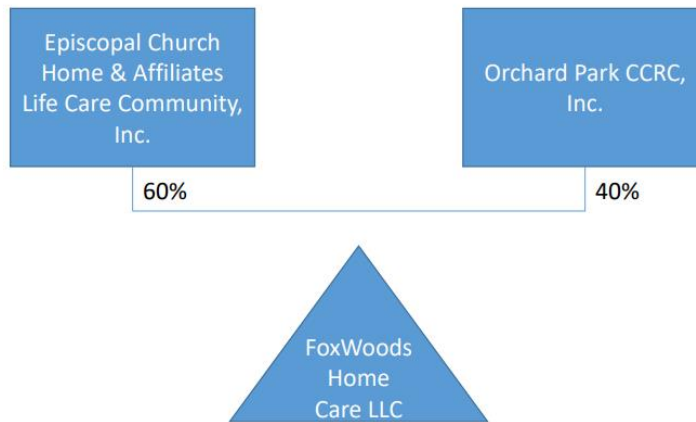 Episcopal Church
Home & Affiliates
Life Care Community,
Inc.
Orchard Park CCRC,
Inc.
60%
40%
FoxWoods
Home
Care LLC